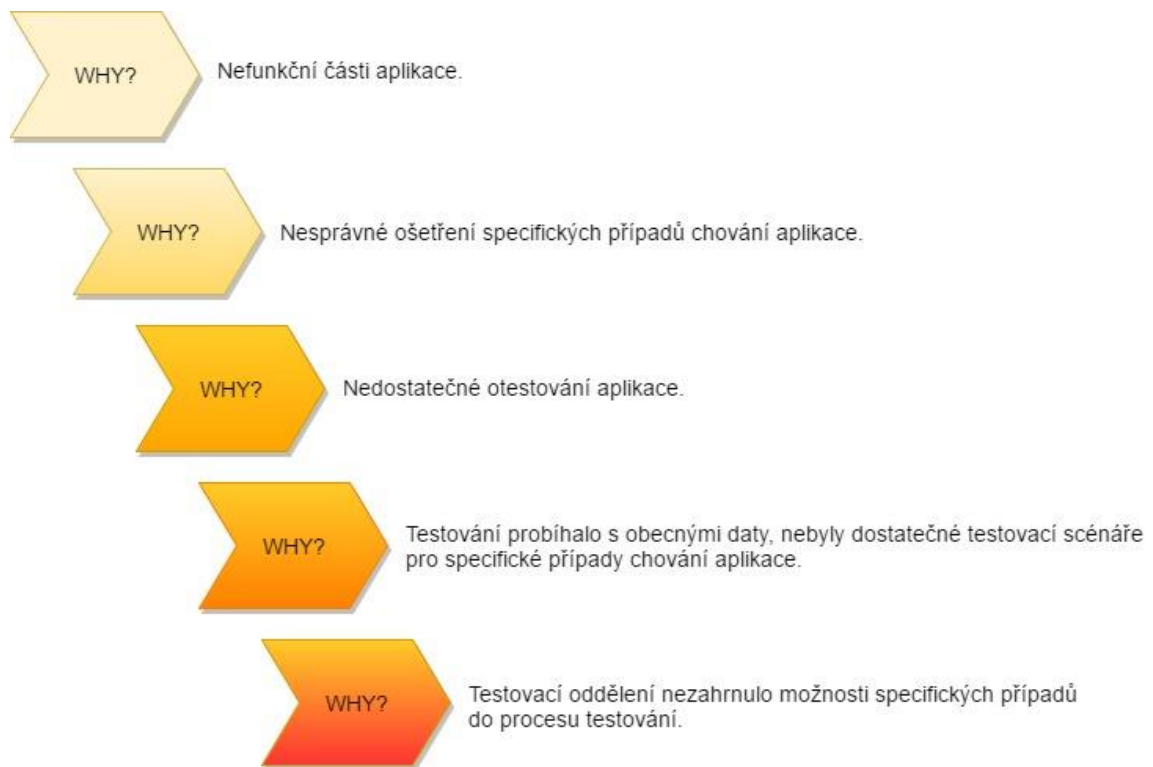 WHY?
Nefunkční části aplikace.
WHY?
Nesprávné ošetření specifických případů chování aplikace.
WHY?
Nedostatečné otestování aplikace.
WHY?
Testování probíhalo s obecnými daty, nebyly dostatečné testovací scénáře
pro specifické případy chování aplikace.
WHY?
Testovací oddělení nezahrnulo možnosti specifických případů
do procesu testování.